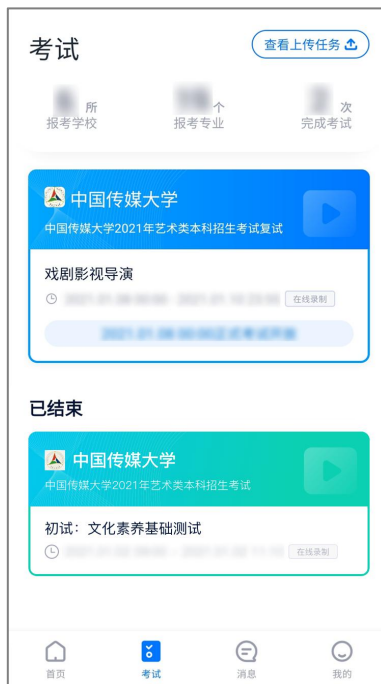 考试
查看上传任务
所 个 次
报考学校 报考专业 完成考试
中国传媒大学
中国传媒大学2021年艺术类本科招生考试复试
戏剧影视导演
在线录制
已结束
中国传媒大学
中国传媒大学2021年艺术类本科招生考试
初试：文化素养基础测试
在线录制
首页 考试 消息 我的